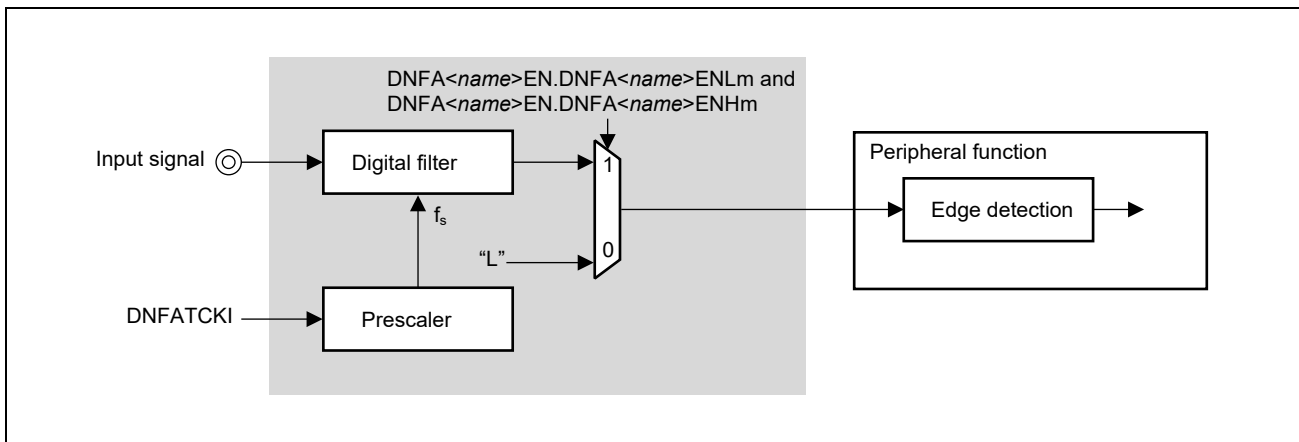 DNFA<name>EN.DNFA<name>ENLm and
DNFA<name>EN.DNFA<name>ENHm
Input signal
Digital filter
1
Peripheral function
Edge detection
fs
“L”
0
DNFATCKI
Prescaler